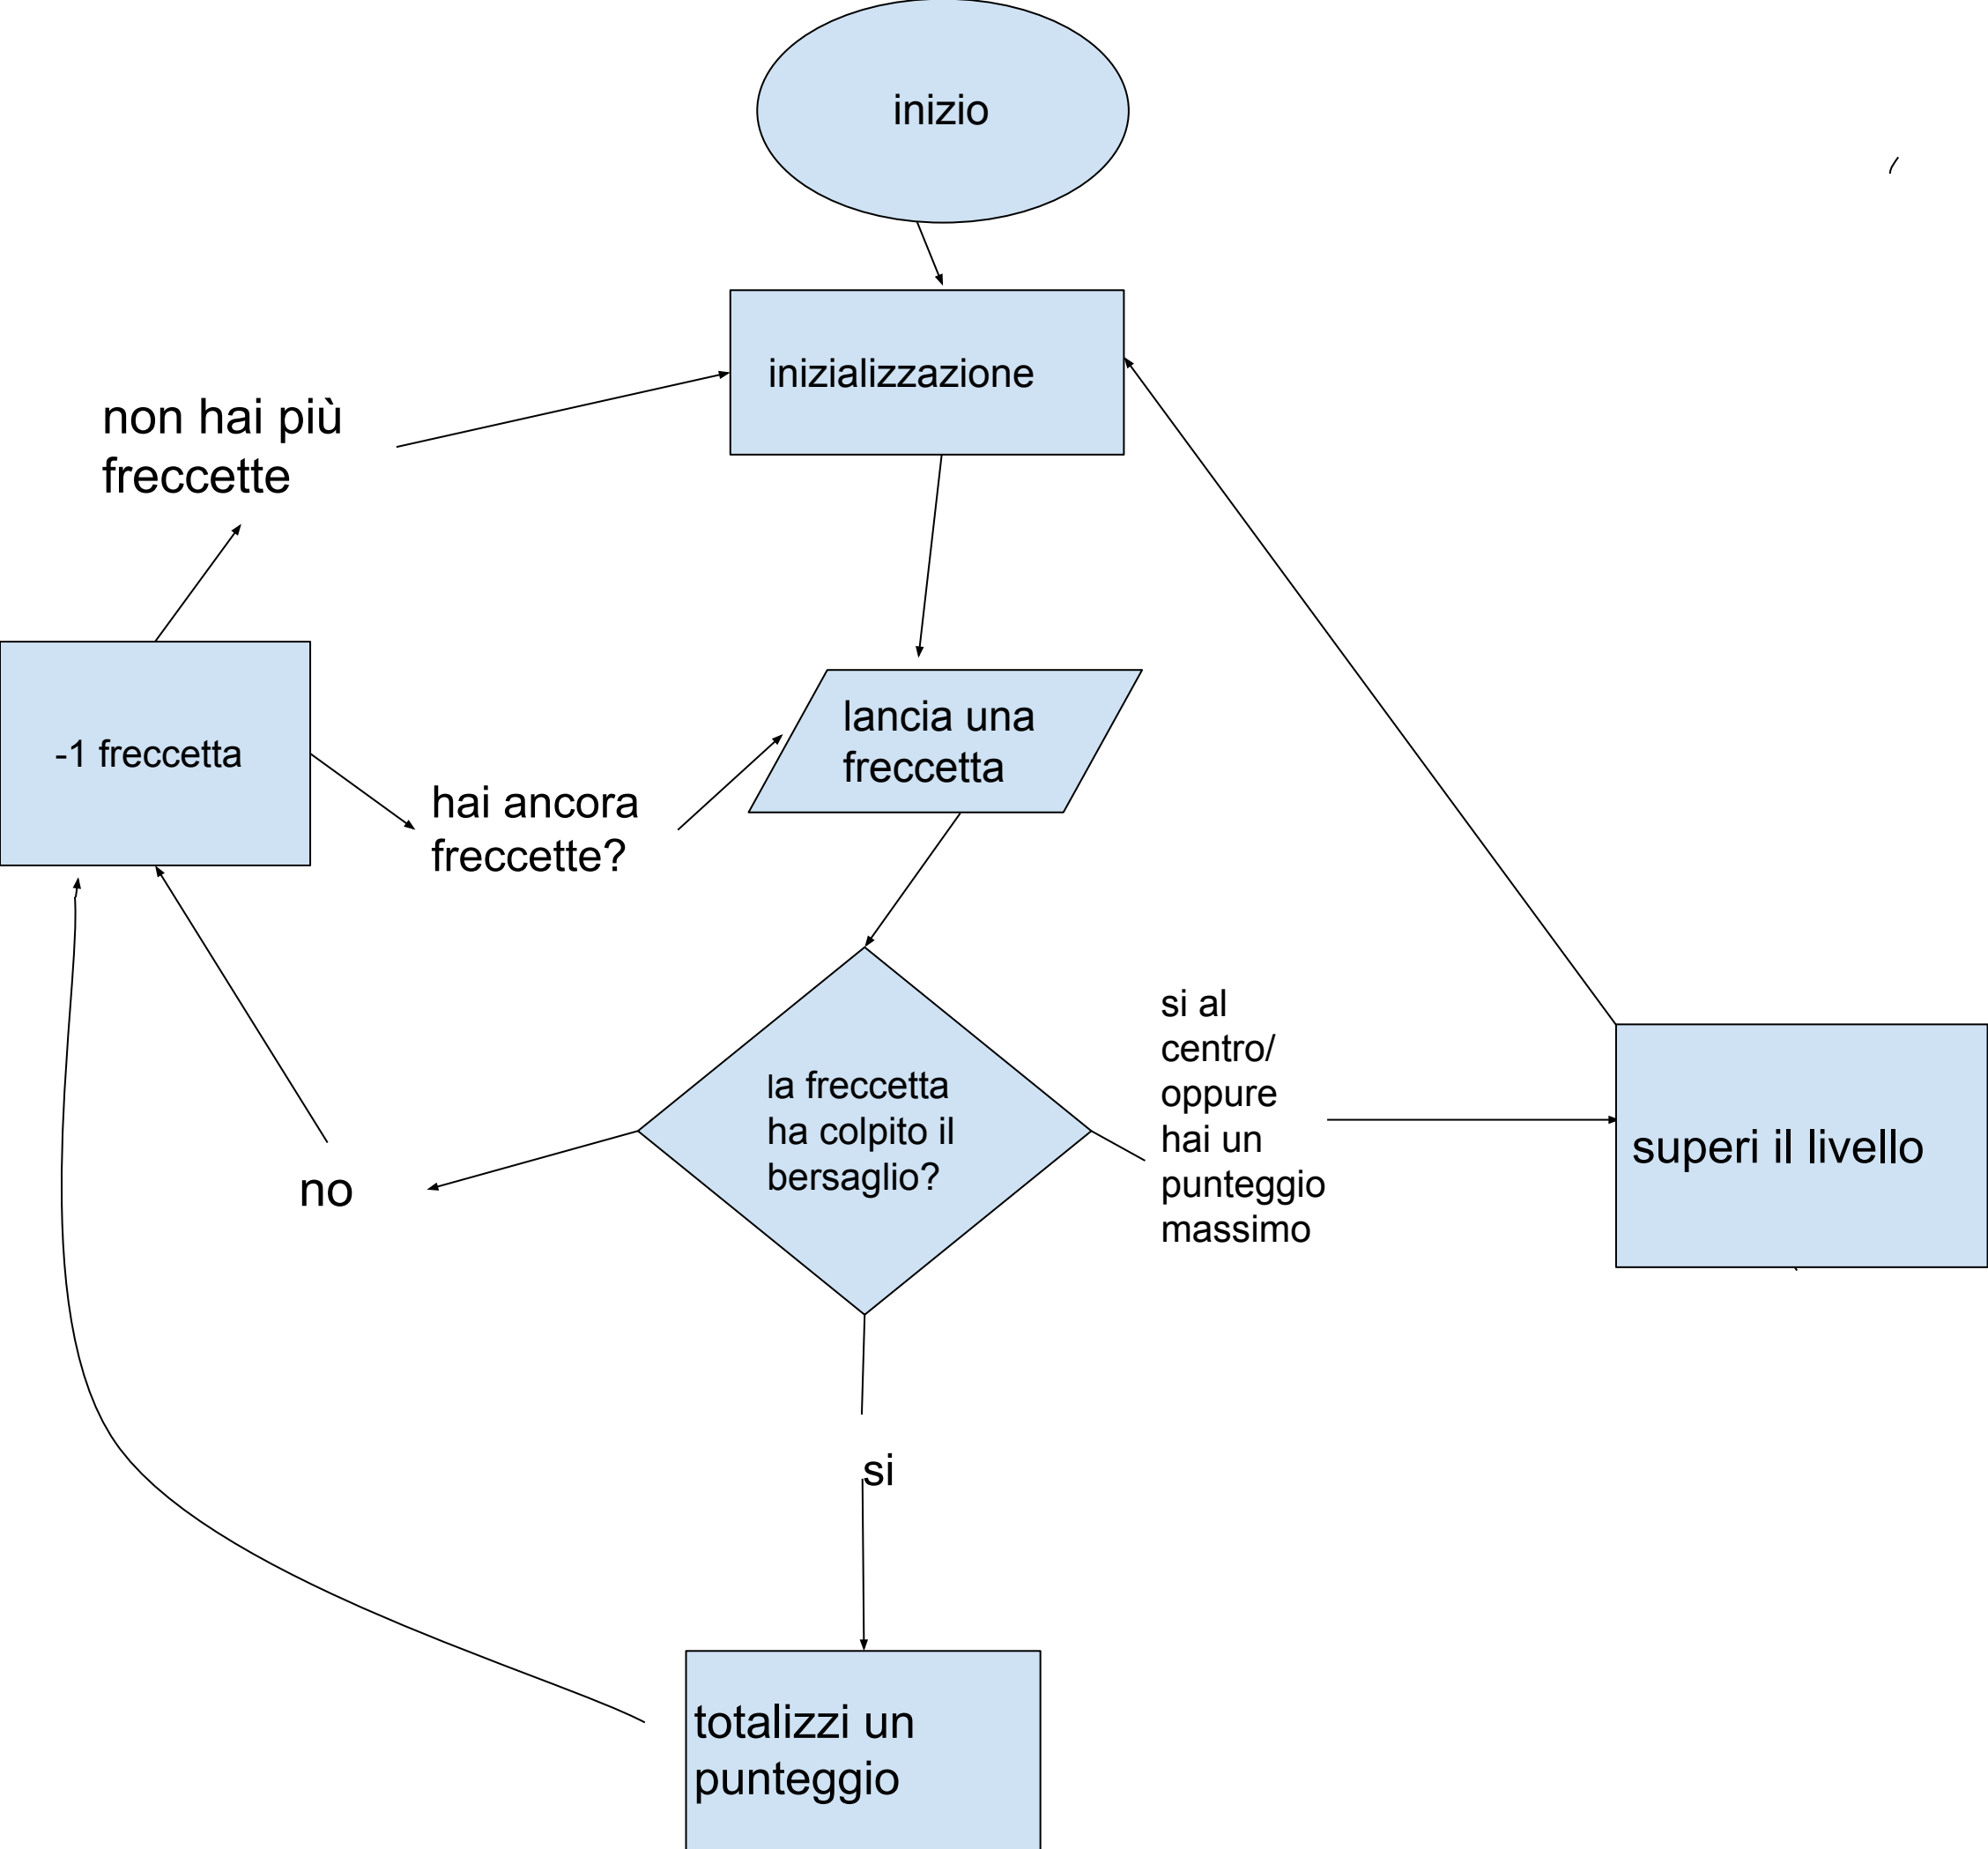 inizio
inizializzazione
non hai più
freccette
-1 freccetta
hai ancora
freccette?
lancia una
freccetta
la freccetta
ha colpito il
bersaglio?
si al
centro/
oppure
hai un
punteggio
massimo
superi il livello
no
si
totalizzi un
punteggio